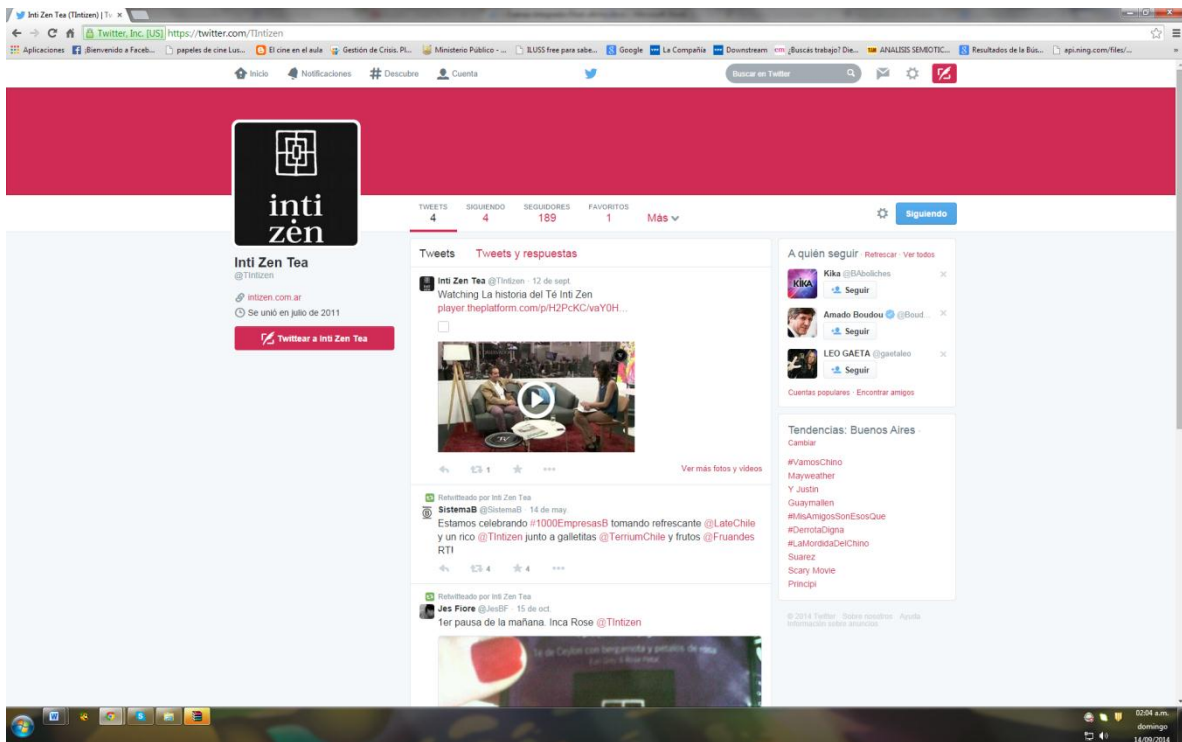 Inti Zen Tea (TIntizen) | Tv
Twitter, Inc. [US] https://twitter.com/TIntizen
Aplicaciones ¡Bienvenido a Faceb... papeles de cine Lus... El cine en el aula Gestión de Crisis. Pl... Ministerio Público - ... ILUSS free para sabe... Google La Compañía Downstream ¿Buscás trabajo? Die... ANALISIS SEMIOTIC... Resultados de la Bús... api.ning.com/files/... »
Inicio Notificaciones Descubre Cuenta Buscar en Twitter
inti
zen
TWEETS SIGUIENDO SEGUIDORES FAVORITOS
4 4 189 1 Más
Siguiendo
Inti Zen Tea
@TIntizen
intizen.com.ar
Se unió en julio de 2011
Twittear a Inti Zen Tea
Tweets Tweets y respuestas
Inti Zen Tea @TIntizen · 12 de sept.
Watching La historia del Té Inti Zen
player.theplatform.com/p/H2PcKC/vaY0H...
1
Ver más fotos y videos
Retwitteado por Inti Zen Tea
SistemaB @SistemaB · 14 de may.
Estamos celebrando #1000EmpresasB tomando refrescante @LateChile
y un rico @TIntizen junto a galletitas @TerriumChile y frutos @Fruandes
RT!
4 4
Retwitteado por Inti Zen Tea
Jes Fiore @JesBF · 15 de oct.
1er pausa de la mañana. Inca Rose @TIntizen
Té de Ceylon con bergamota y pétalos de rosa
A quién seguir · Refrescar · Ver todos
Kika @BAboliches
KIKA
Seguir
Amado Boudou @Boud...
Seguir
LEO GAETA @gaetaleo
Seguir
Cuentas populares · Encontrar amigos
Tendencias: Buenos Aires ·
Cambiar
#VamosChino
Mayweather
Y Justin
Guaymallen
#MisAmigosSonEsosQue
#DerrotaDigna
#LaMordidaDelChino
Suarez
Scary Movie
Principi
© 2014 Twitter Sobre nosotros Ayuda
Información sobre anuncios
02:04 a.m.
domingo
14/09/2014